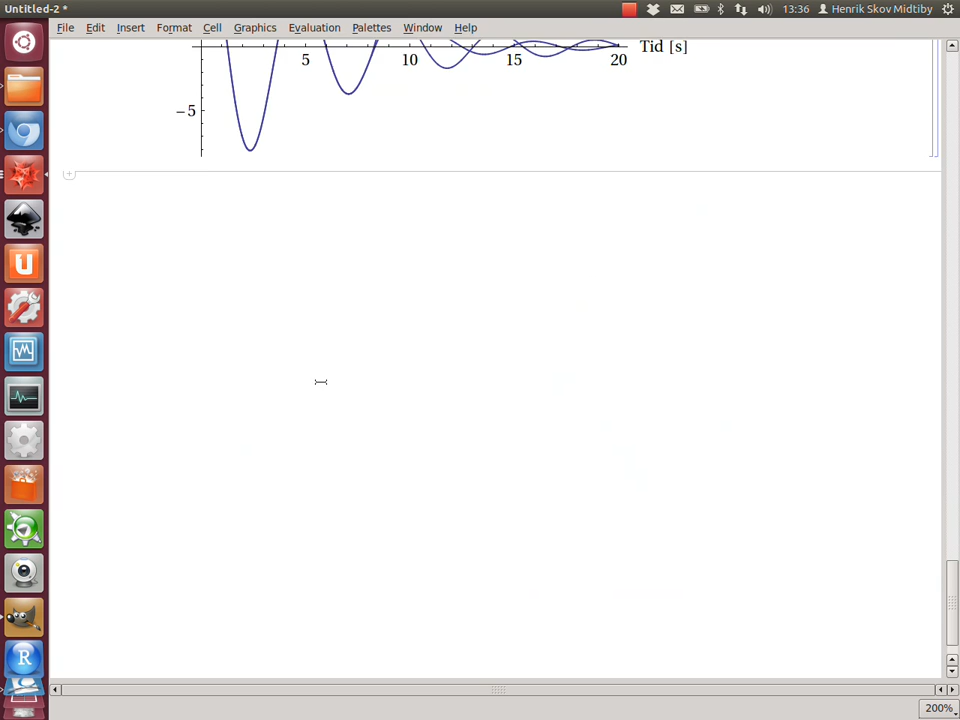 Untitled-2 *
13:36 Henrik Skov Midtiby
File Edit Insert Format Cell Graphics Evaluation Palettes Window Help
Tid [s]
5 10 15 20
−5
200%